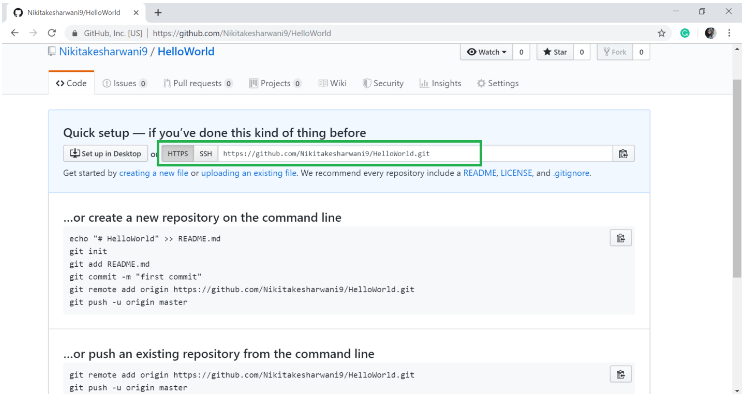 Nikitakesharwani9/HelloWorld
GitHub, Inc. [US] | https://github.com/Nikitakesharwani9/HelloWorld
Nikitakesharwani9 / HelloWorld
Watch 0 Star 0 Fork 0
Code Issues 0 Pull requests 0 Projects 0 Wiki Security Insights Settings
Quick setup — if you've done this kind of thing before
Set up in Desktop or HTTPS SSH https://github.com/Nikitakesharwani9/HelloWorld.git
Get started by creating a new file or uploading an existing file. We recommend every repository include a README, LICENSE, and .gitignore.
…or create a new repository on the command line
echo "# HelloWorld" >> README.md
git init
git add README.md
git commit -m "first commit"
git remote add origin https://github.com/Nikitakesharwani9/HelloWorld.git
git push -u origin master
…or push an existing repository from the command line
git remote add origin https://github.com/Nikitakesharwani9/HelloWorld.git
git push -u origin master